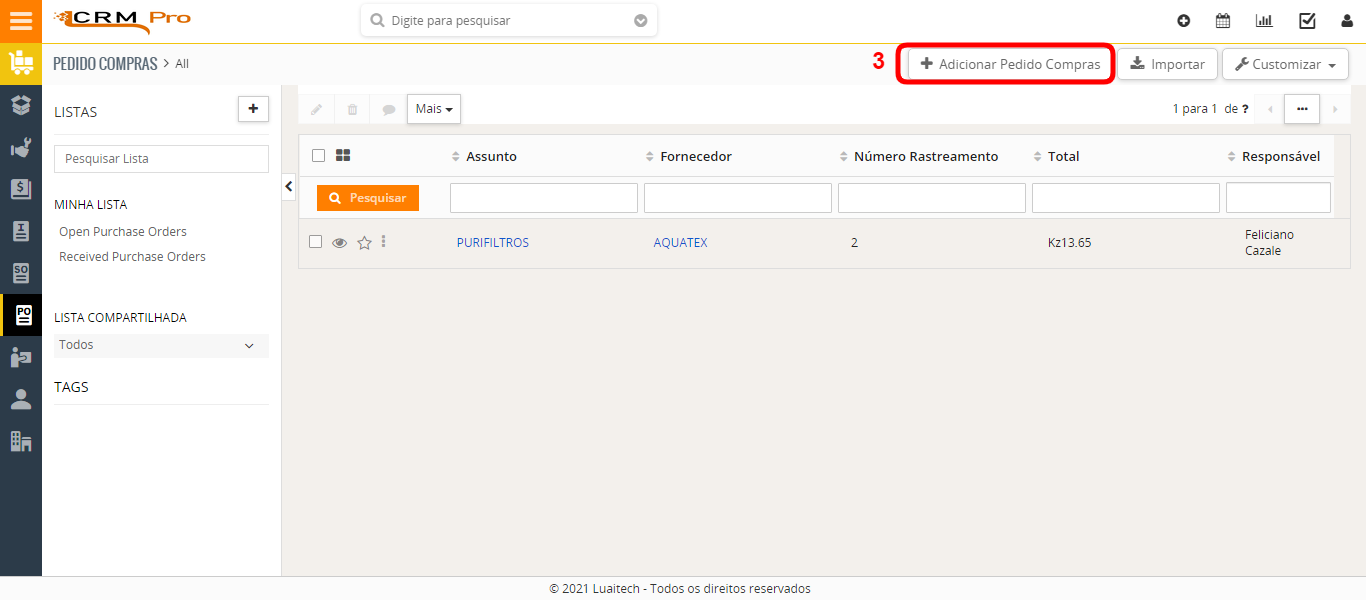 CRM Pro
Digite para pesquisar
PEDIDO COMPRAS > All
3
Adicionar Pedido Compras
Importar
Customizar
LISTAS
Pesquisar Lista
MINHA LISTA
Open Purchase Orders
Received Purchase Orders
LISTA COMPARTILHADA
Todos
TAGS
Mais
1 para 1 de ?
Assunto
Fornecedor
Número Rastreamento
Total
Responsável
Pesquisar
PURIFILTROS
AQUATEX
2
Kz13.65
Feliciano
Cazale
$
I
SO
PO
© 2021 Luaitech - Todos os direitos reservados